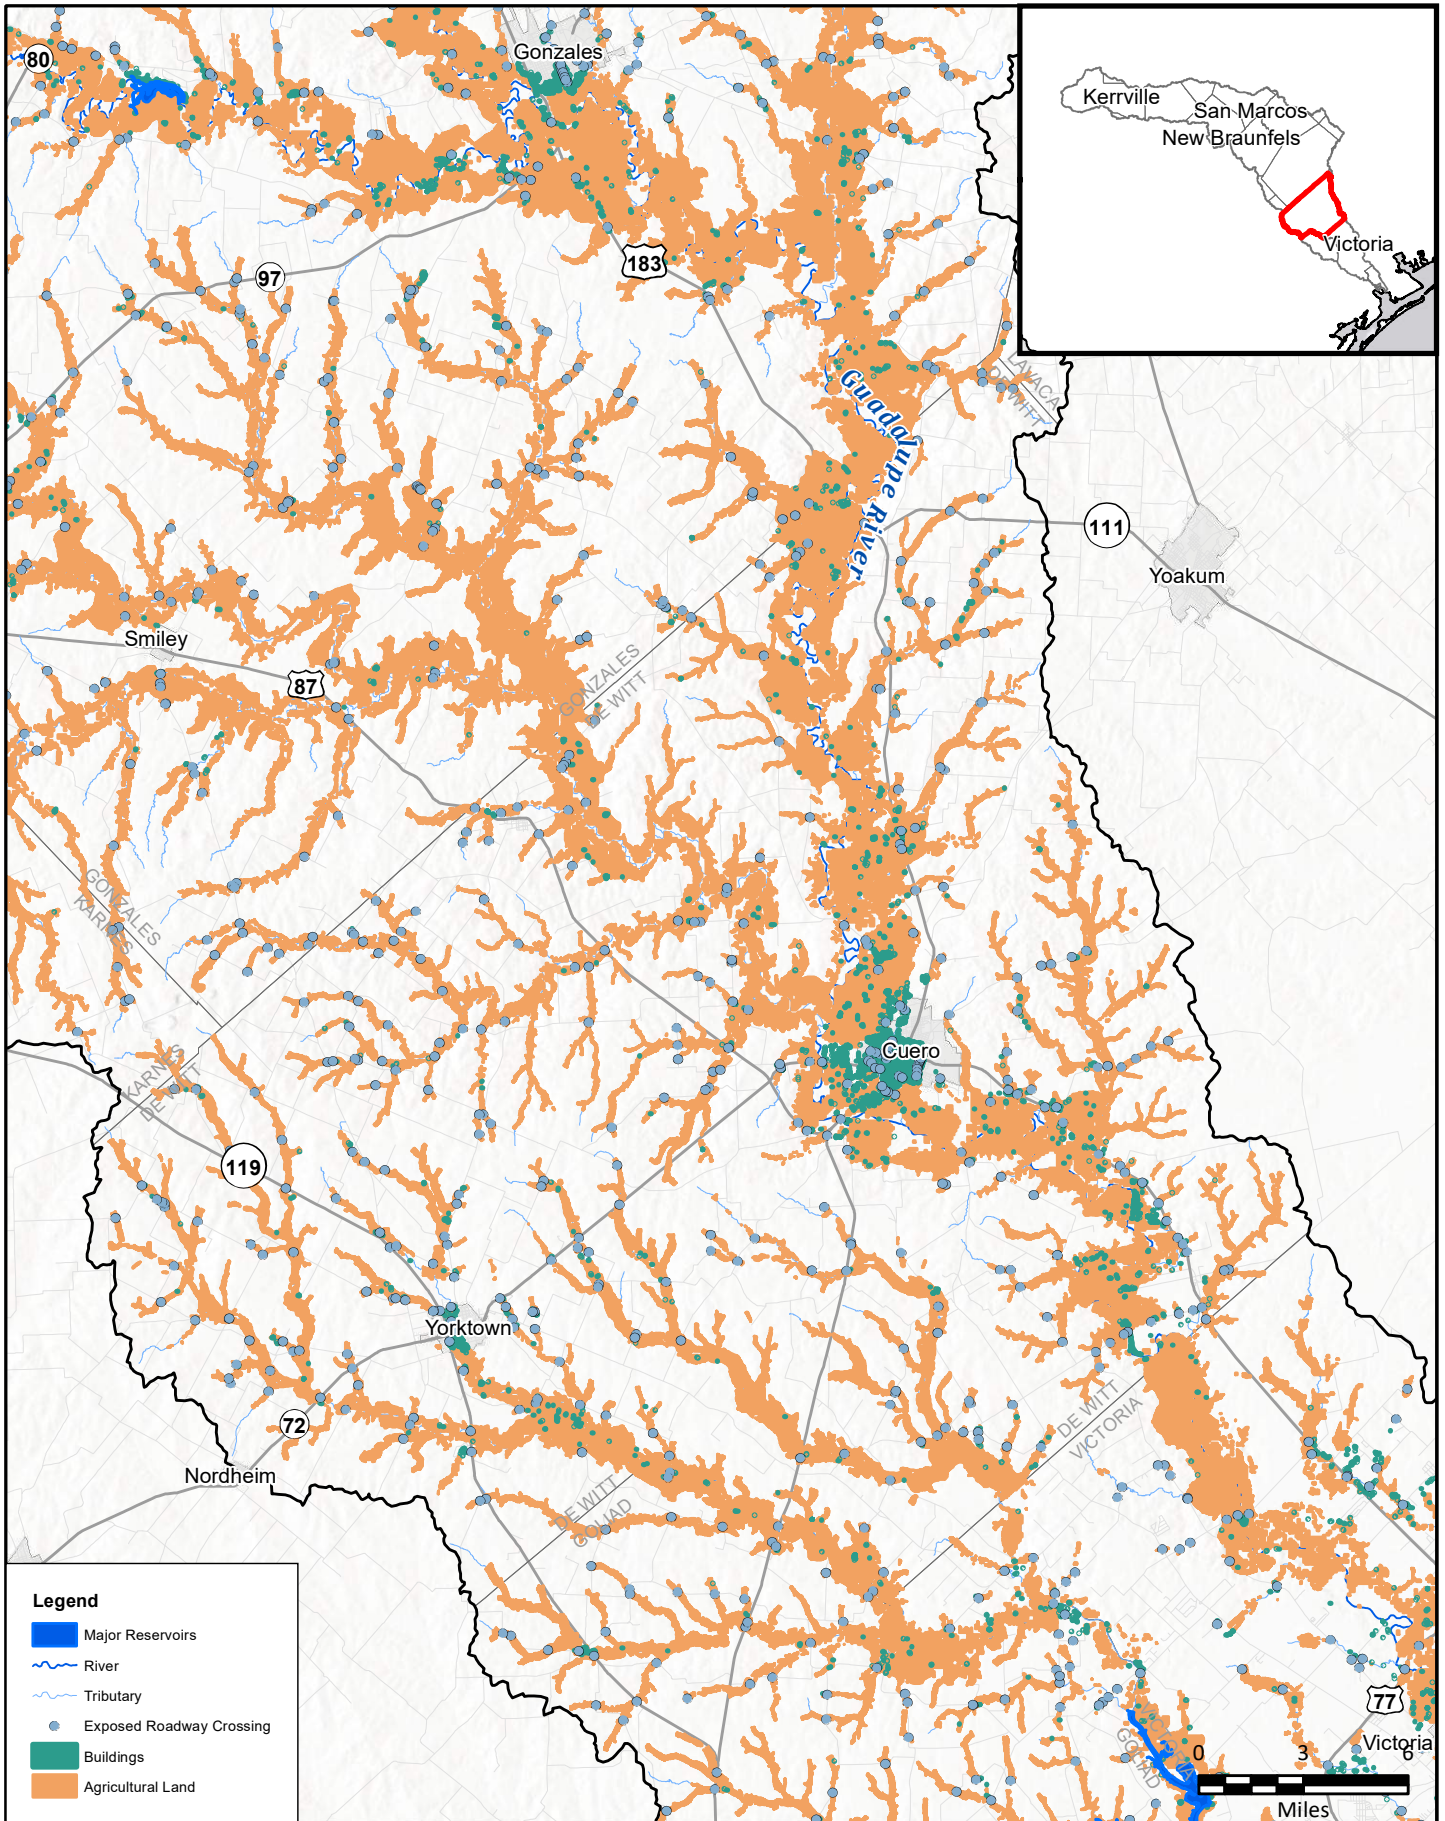 Gonzales
80
Kerrville
San Marcos
New Braunfels
Victoria
97
183
LAVACA
DE WITT
Guadalupe River
111
Yoakum
Smiley
87
GONZALES
DE WITT
GONZALES
KARNES
Cuero
KARNES
DE WITT
119
Yorktown
72
Nordheim
DE WITT
VICTORIA
DE WITT
GOLIAD
Legend
Major Reservoirs
River
Tributary
Exposed Roadway Crossing
Buildings
Agricultural Land
77
VICTORIA
GOLIAD
Victoria
0 3 6
Miles